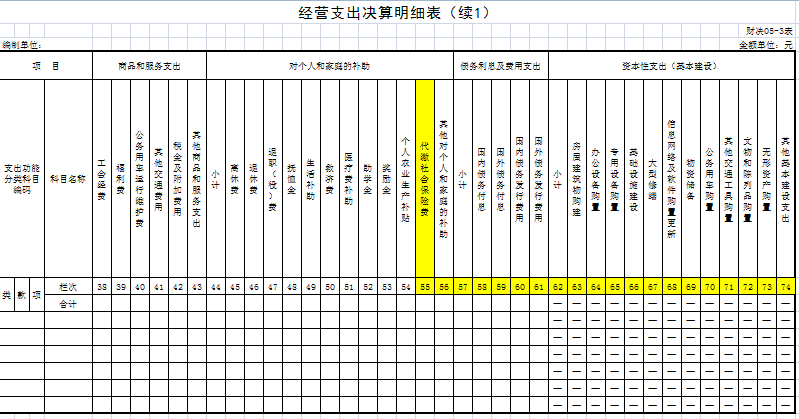 经营支出决算明细表（续1）
财决05-3表
编制单位：
金额单位：元
项 目
商品和服务支出
对个人和家庭的补助
债务利息及费用支出
资本性支出（基本建设）
支出功能分类科目编码
科目名称
工会经费
福利费
公务用车运行维护费
其他交通费用
税金及附加费用
其他商品和服务支出
小计
离休费
退休费
退职（役）费
抚恤金
生活补助
救济费
医疗费补助
助学金
奖励金
个人农业生产补贴
代缴社会保险费
其他对个人和家庭的补助
小计
国内债务付息
国外债务付息
国内债务发行费用
国外债务发行费用
小计
房屋建筑物购建
办公设备购置
专用设备购置
基础设施建设
大型修缮
信息网络及软件购置更新
物资储备
公务用车购置
其他交通工具购置
文物和陈列品购置
无形资产购置
其他基本建设支出
类 款 项 栏次 38 39 40 41 42 43 44 45 46 47 48 49 50 51 52 53 54 55 56 57 58 59 60 61 62 63 64 65 66 67 68 69 70 71 72 73 74
合计 — — — — — — — — — — — — —
— — — — — — — — — — — — —
— — — — — — — — — — — — —
— — — — — — — — — — — — —
— — — — — — — — — — — — —
— — — — — — — — — — — — —
— — — — — — — — — — — — —